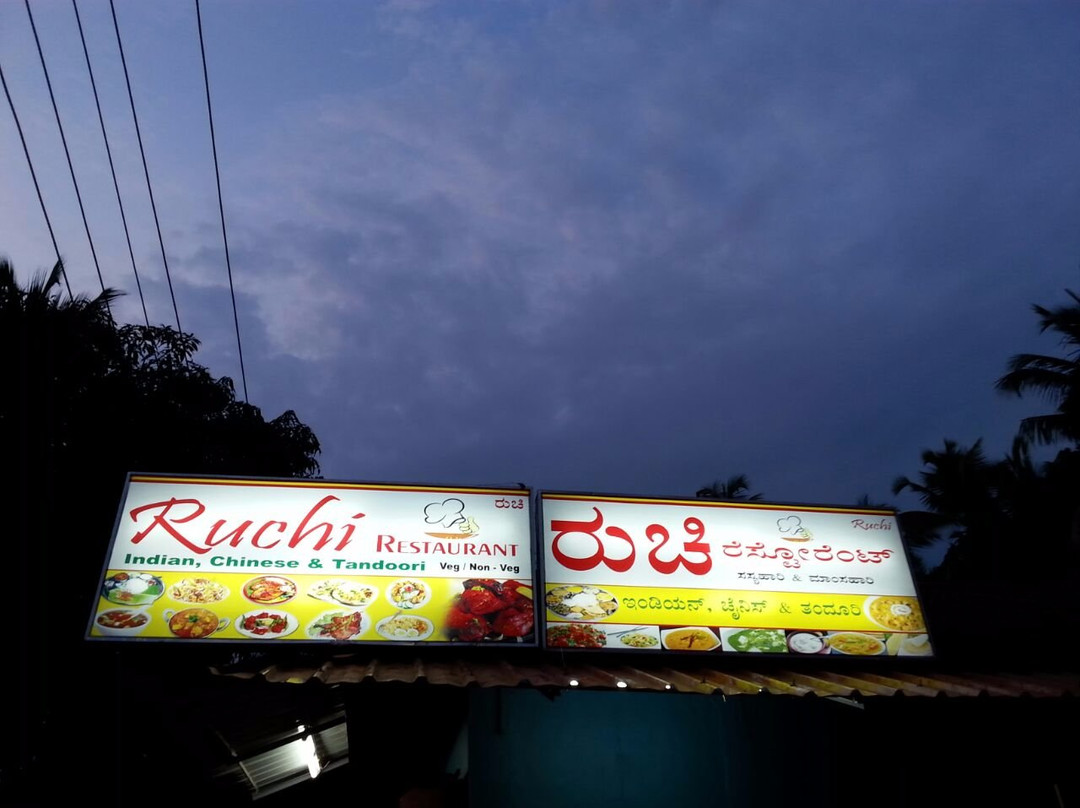 ರುಚಿ
Ruchi RESTAURANT
Indian, Chinese & Tandoori Veg / Non - Veg
Ruchi
ರುಚಿ ರೆಸ್ಟೋರೆಂಟ್
ಸಸ್ಯಹಾರಿ & ಮಾಂಸಹಾರಿ
ಇಂಡಿಯನ್, ಚೈನಿಸ್ & ತಂದೂರಿ